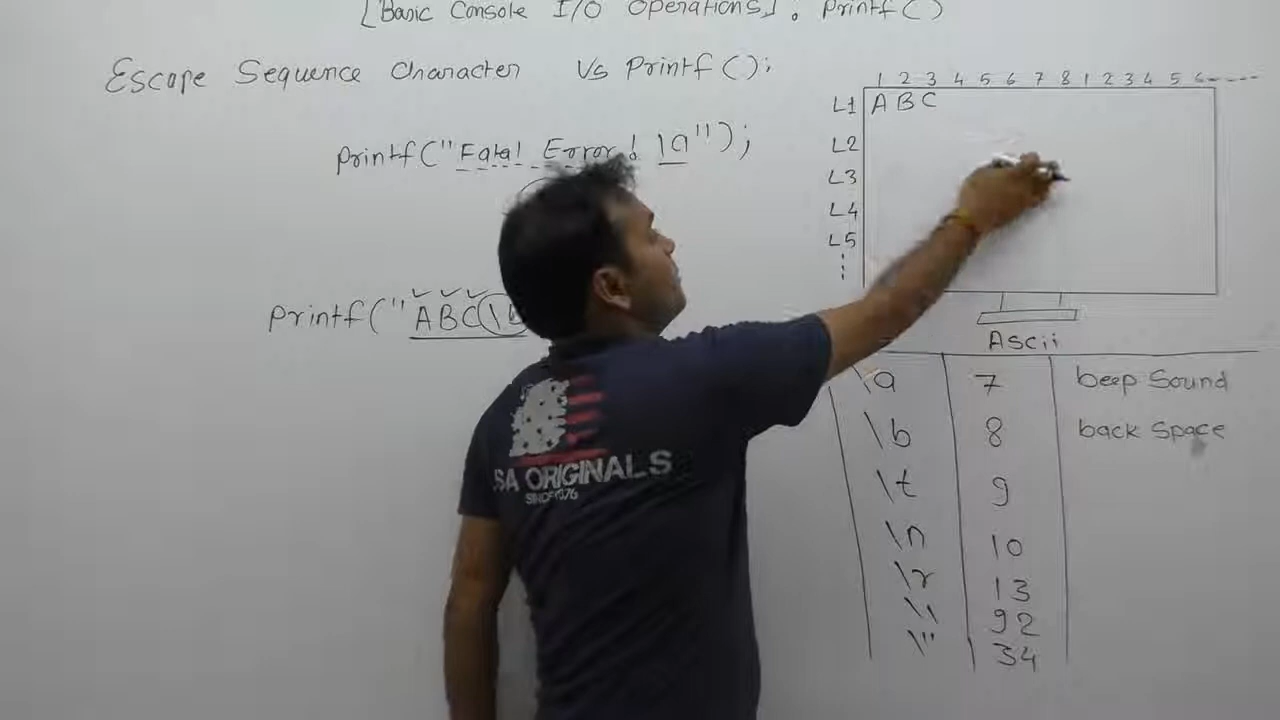 [Basic Console I/O Operations]. Printf()
Escape Sequence Character Vs Printf();
1 2 3 4 5 6 7 8 1 2 3 4 5 6 -----
L1 A B C
printf("Fatal Error! \a");
L2
L3
L4
L5
printf("ABC\b
Ascii
\a 7 beep Sound
\b 8 back Space
\t 9
\n 10
\r 13
\\ 92
\" 34
SA ORIGINALS